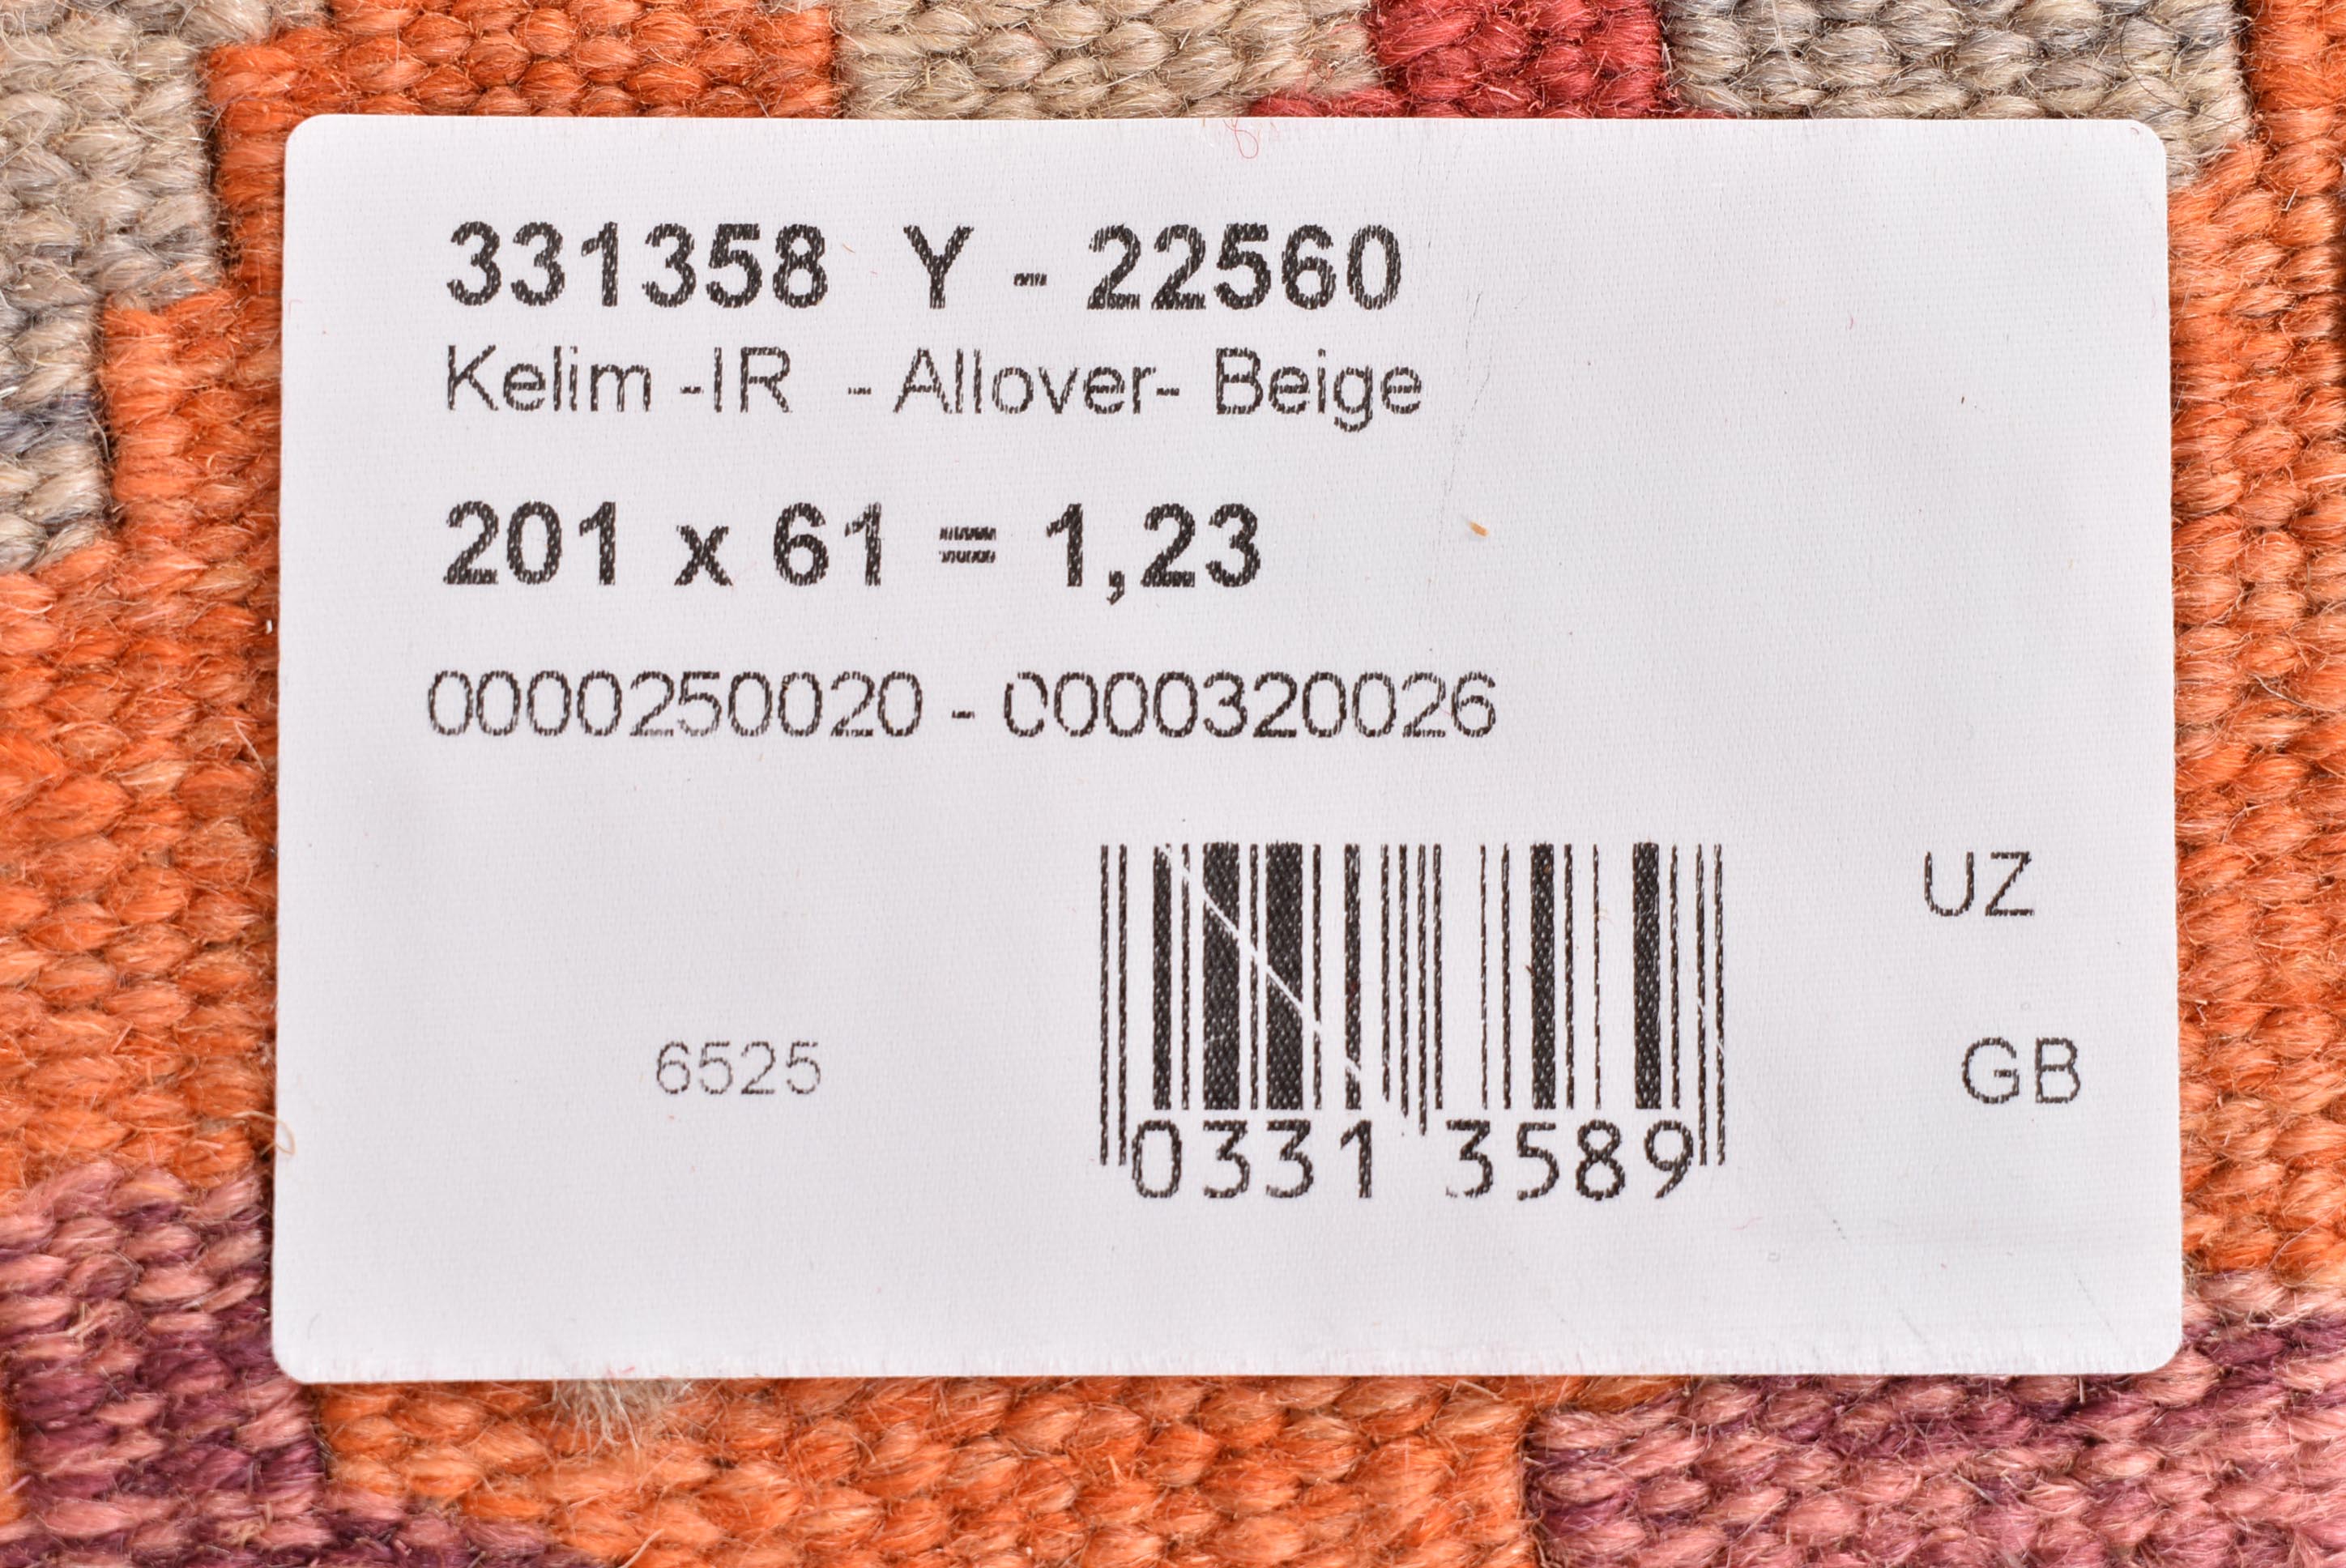 331358 Y - 22560
Kelim -IR - Allover- Beige
201 x 61 = 1,23
0000250020 - 0000320026
UZ
6525
GB
0331 3589